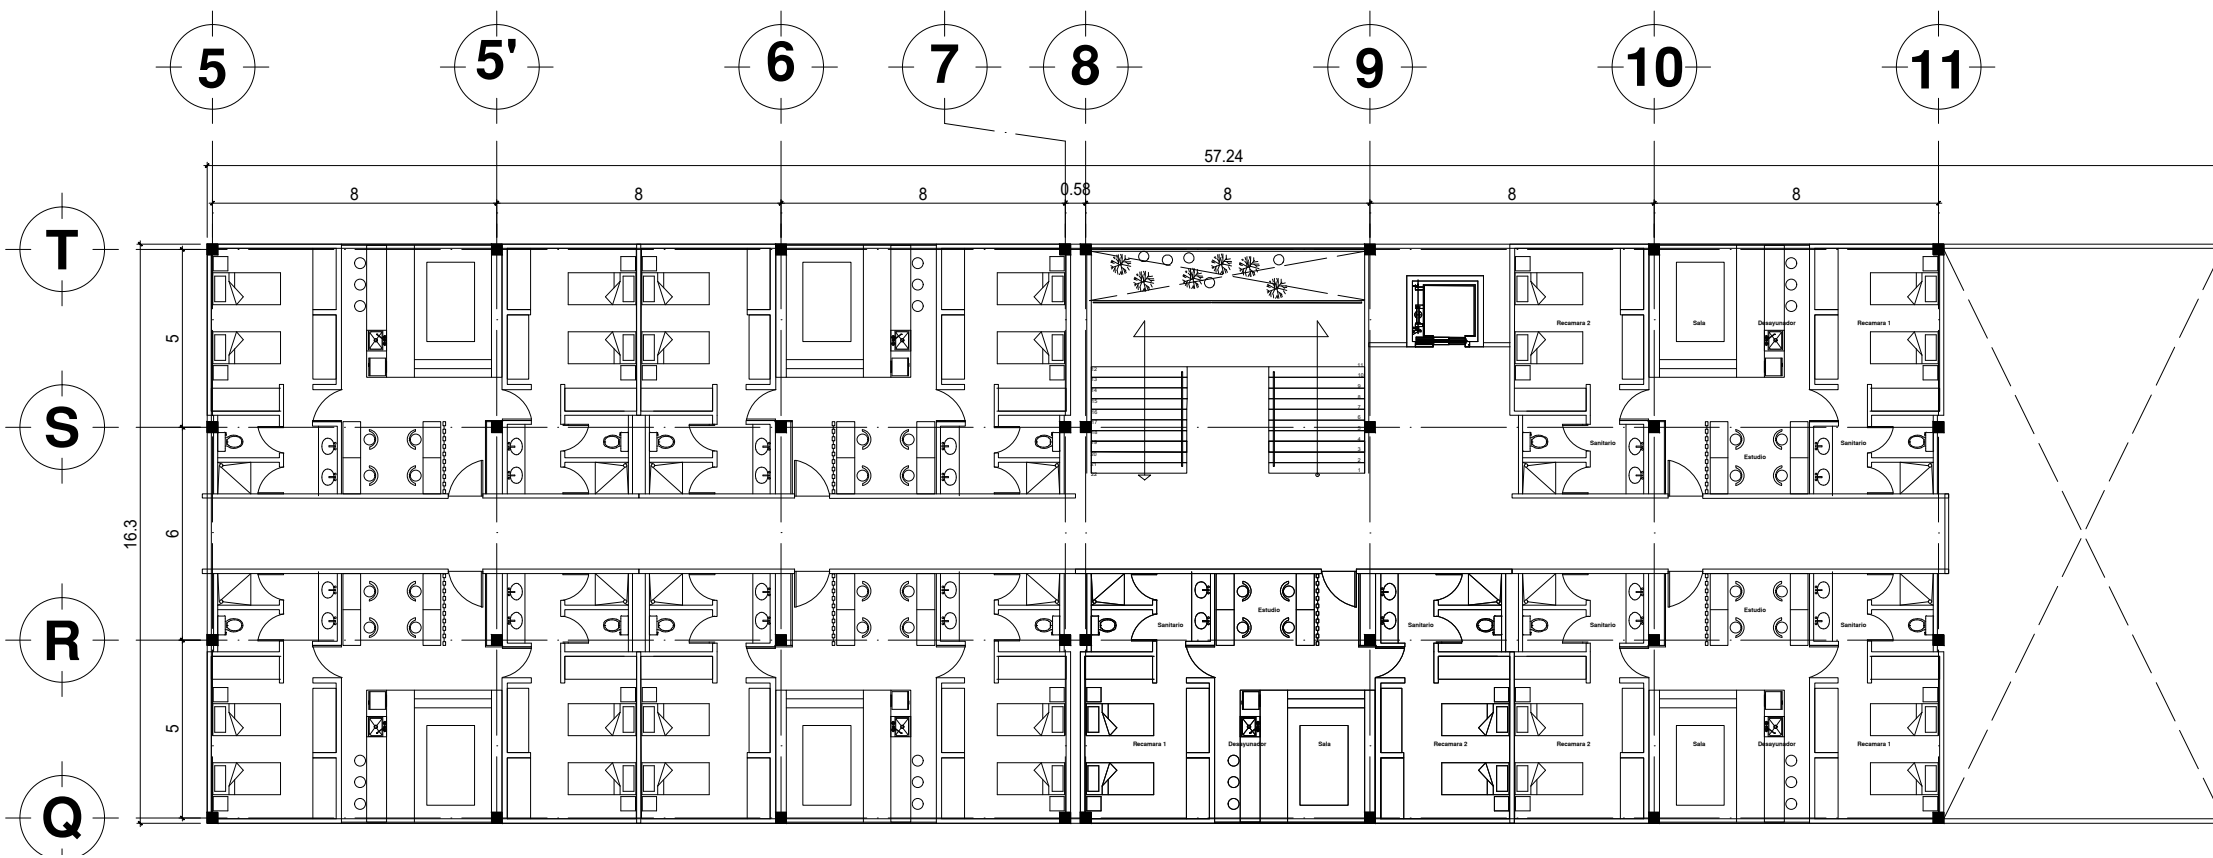 5 5' 6 7 8 9 10 11
57.24
8 8 8 0.58 8 8 8
T
S
R
Q
5
6
5
16.3
Recamara 2 Sala Desayunador Recamara 1
Sanitario Estudio Sanitario
Sanitario Estudio Sanitario Sanitario Estudio Sanitario
Recamara 1 Desayunador Sala Recamara 2 Recamara 2 Sala Desayunador Recamara 1